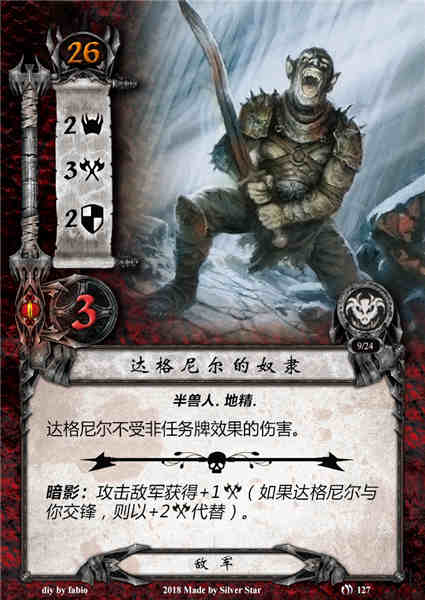 26
2
3
2
3
9/24
达格尼尔的奴隶
半兽人. 地精.
达格尼尔不受非任务牌效果的伤害。
暗影：攻击敌军获得+1（如果达格尼尔与
你交锋，则以+2代替）。
敌军
diy by fabio 2018 Made by Silver Star 127